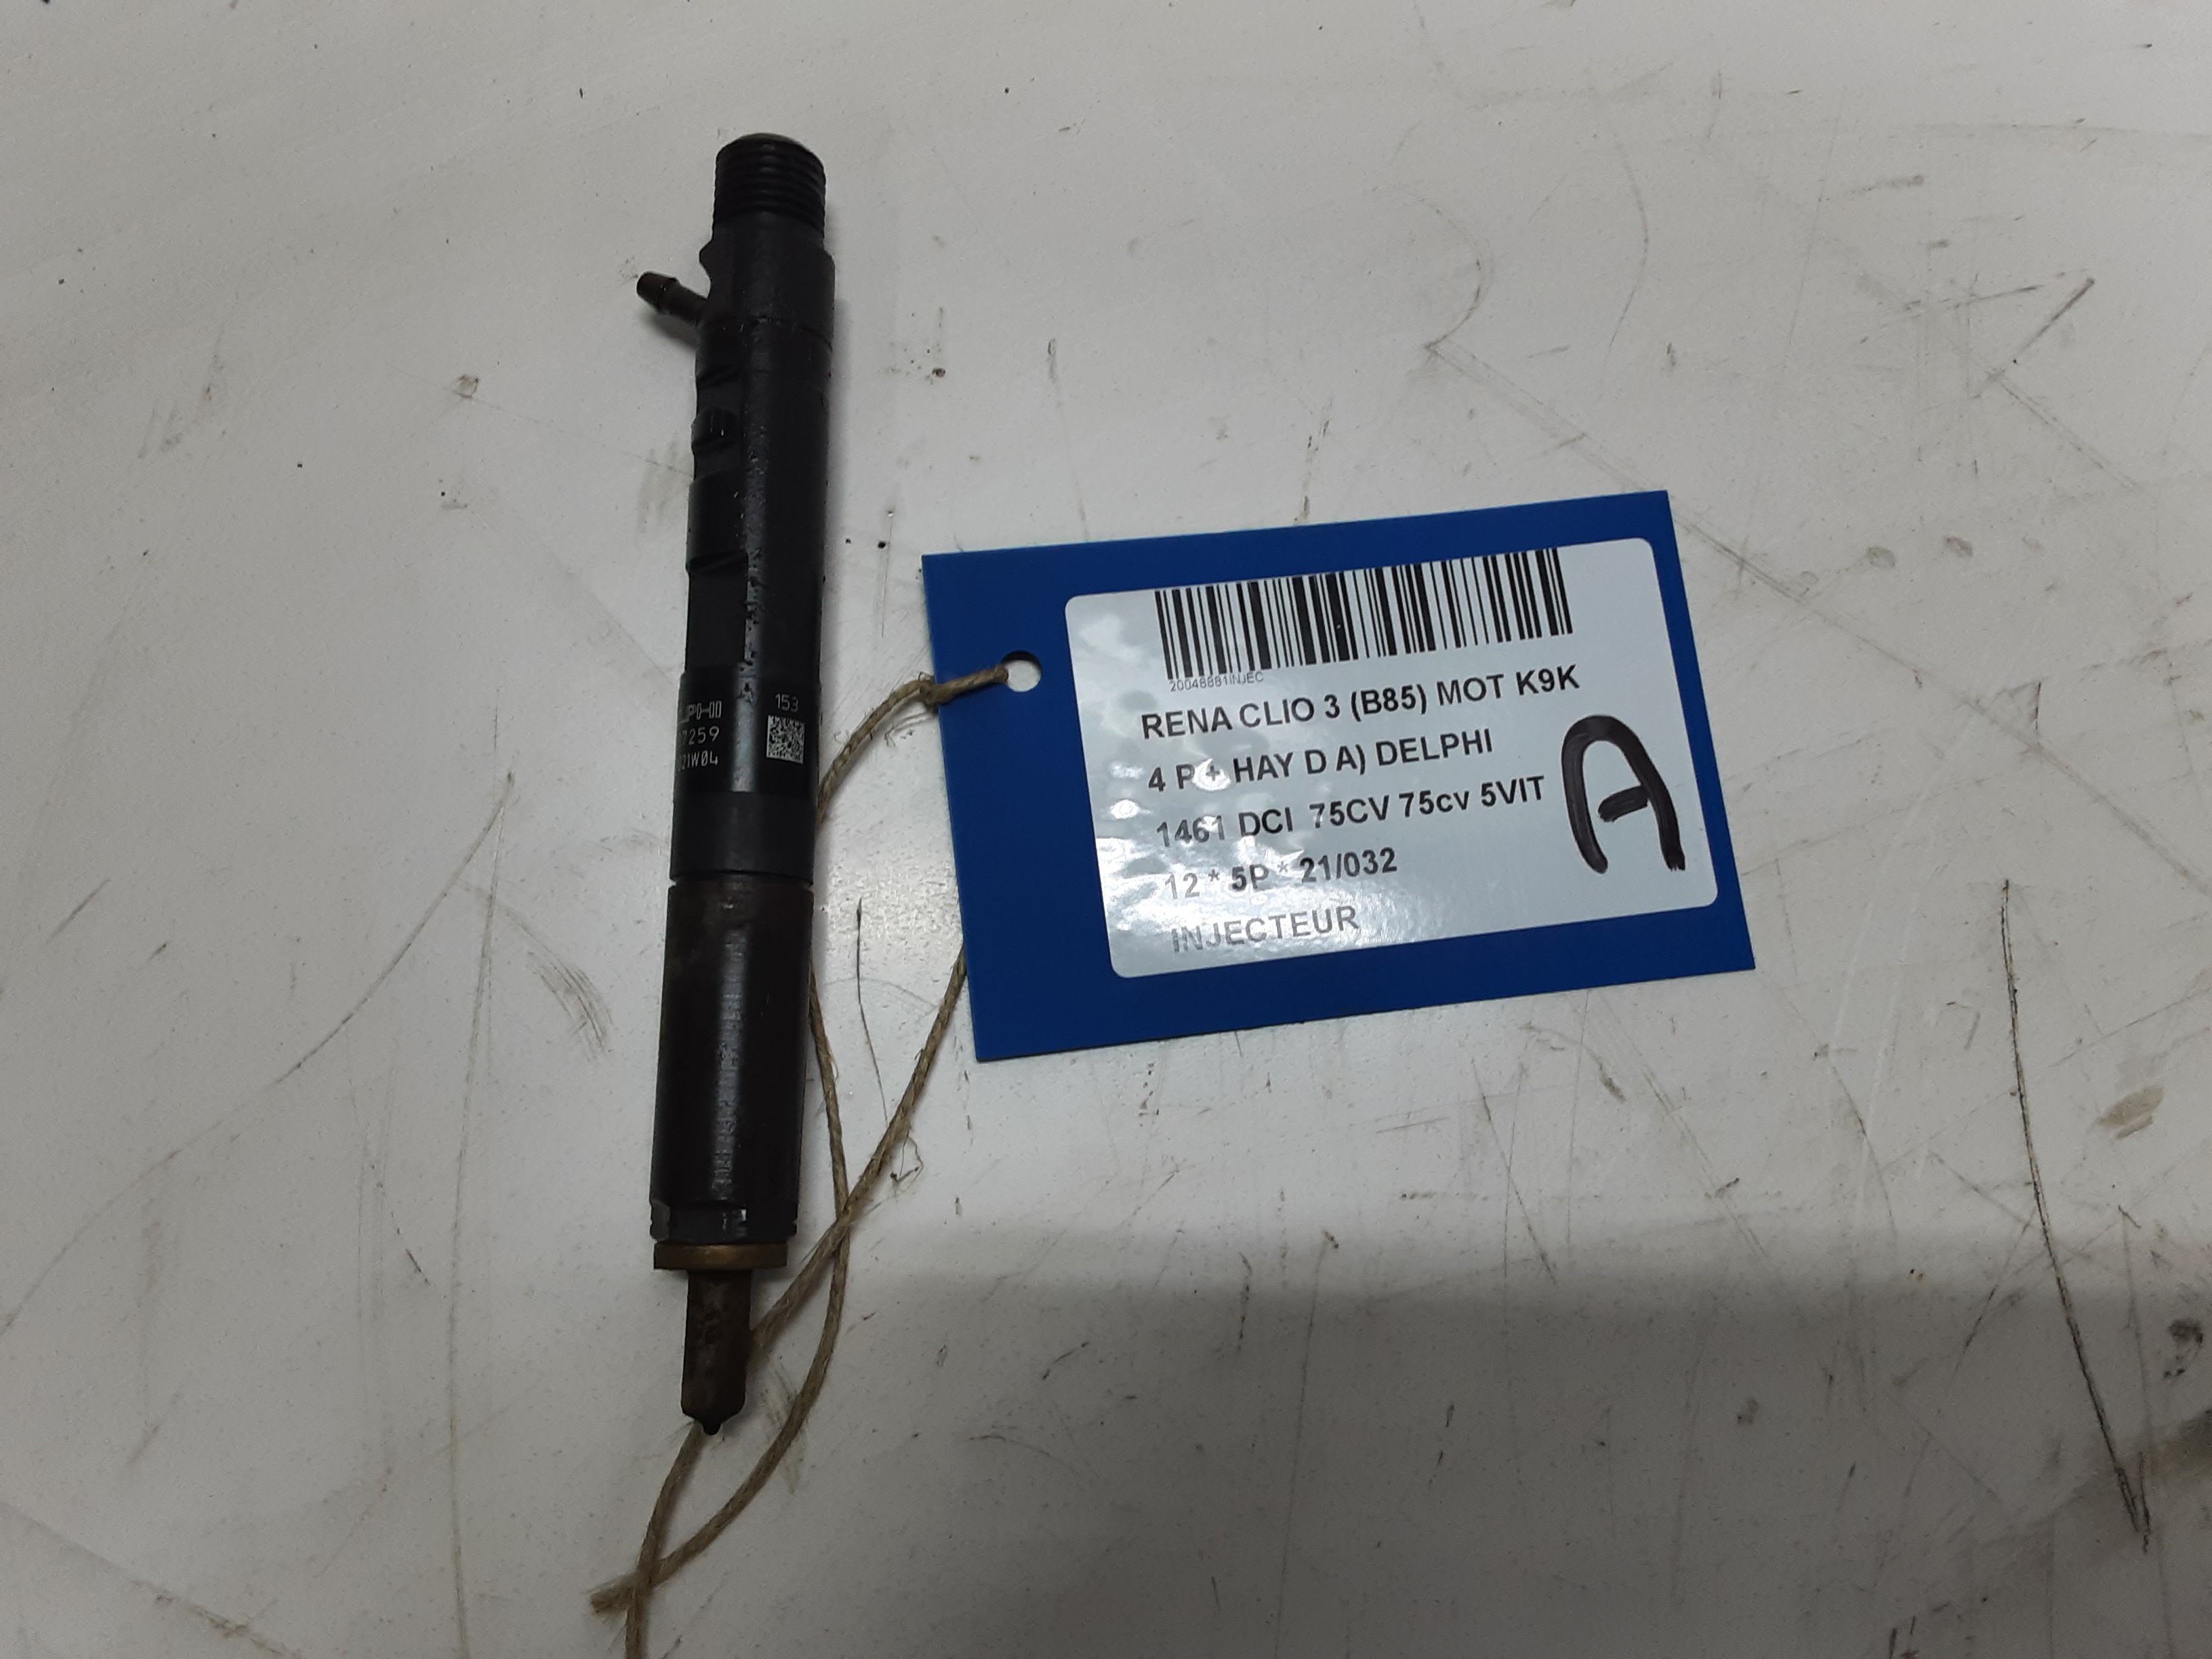 153
7259
21W04
20048881INJEC
RENA CLIO 3 (B85) MOT K9K
4 P + HAY D A) DELPHI
1461 DCI 75CV 75cv 5VIT
12 * 5P * 21/032
INJECTEUR
A